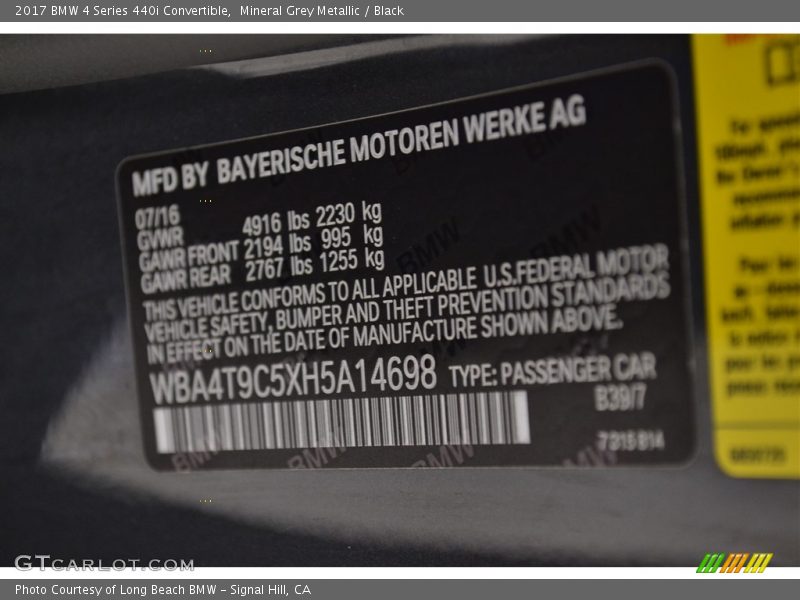 2017 BMW 4 Series 440i Convertible, Mineral Grey Metallic / Black
MFD BY BAYERISCHE MOTOREN WERKE AG
07/16
GVWR 4916 lbs 2230 kg
GAWR FRONT 2194 lbs 995 kg
GAWR REAR 2767 lbs 1255 kg
THIS VEHICLE CONFORMS TO ALL APPLICABLE U.S.FEDERAL MOTOR
VEHICLE SAFETY, BUMPER AND THEFT PREVENTION STANDARDS
IN EFFECT ON THE DATE OF MANUFACTURE SHOWN ABOVE.
WBA4T9C5XH5A14698 TYPE: PASSENGER CAR
B39/7
7315814
GTCARLOT.COM
Photo Courtesy of Long Beach BMW - Signal Hill, CA